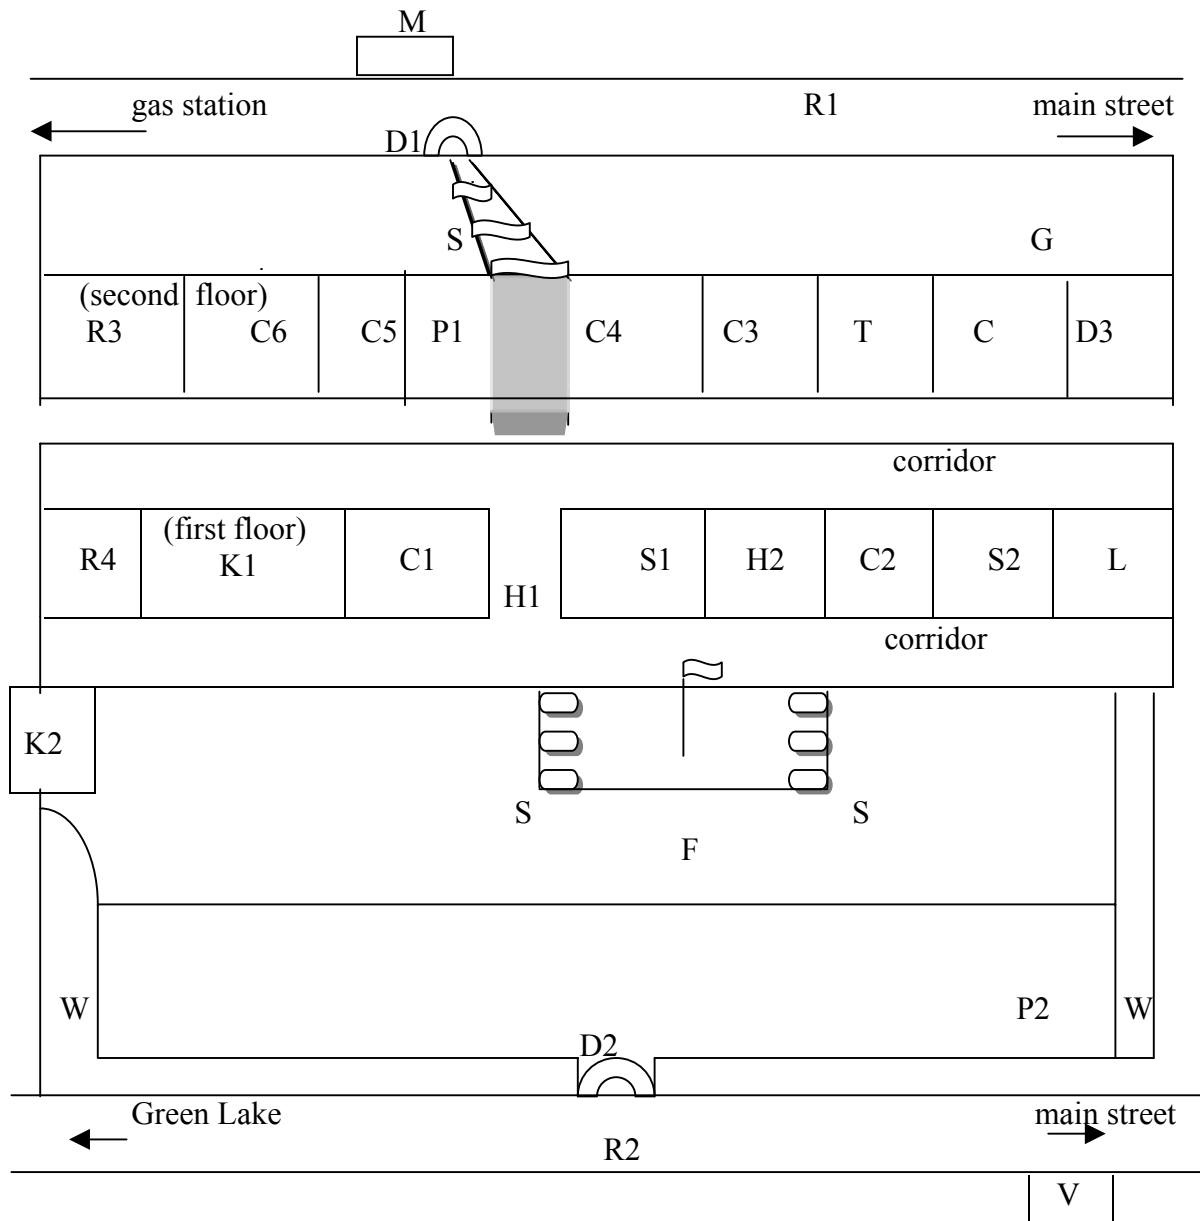 M
gas station R1 main street
D1
S G
(second floor)
R3 C6 C5 P1 C4 C3 T C D3
corridor
(first floor)
R4 K1 C1 S1 H2 C2 S2 L
H1
corridor
K2
S S
F
W P2 W
D2
Green Lake main street
R2
V